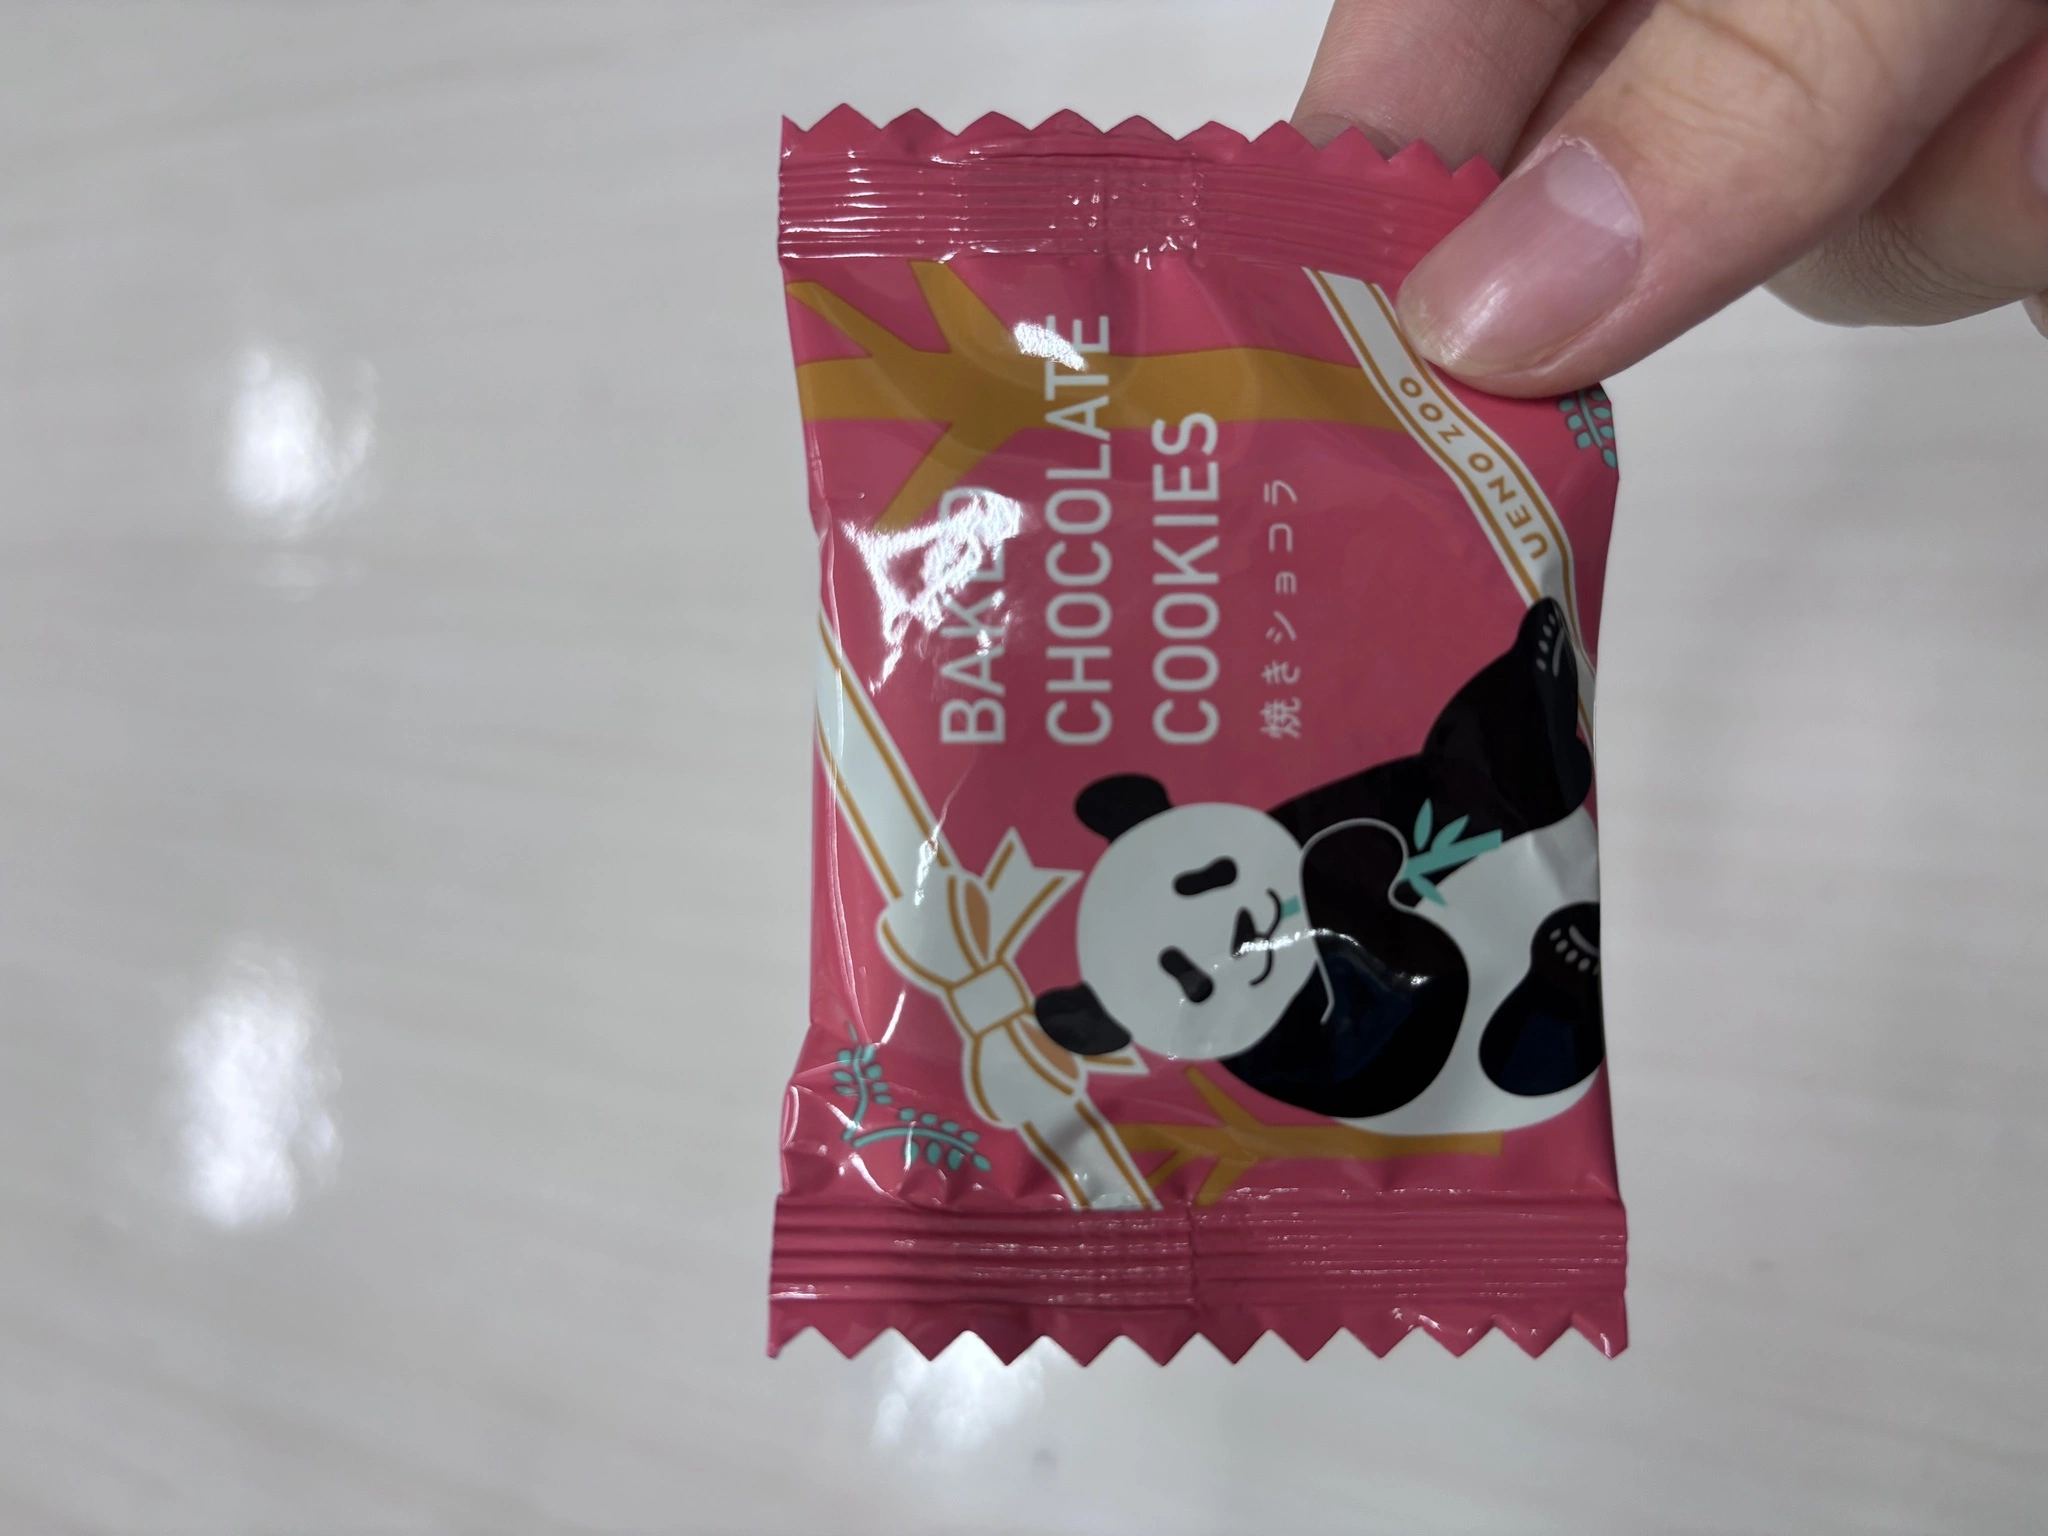 BAKED
CHOCOLATE
COOKIES
焼きショコラ
UENO ZOO